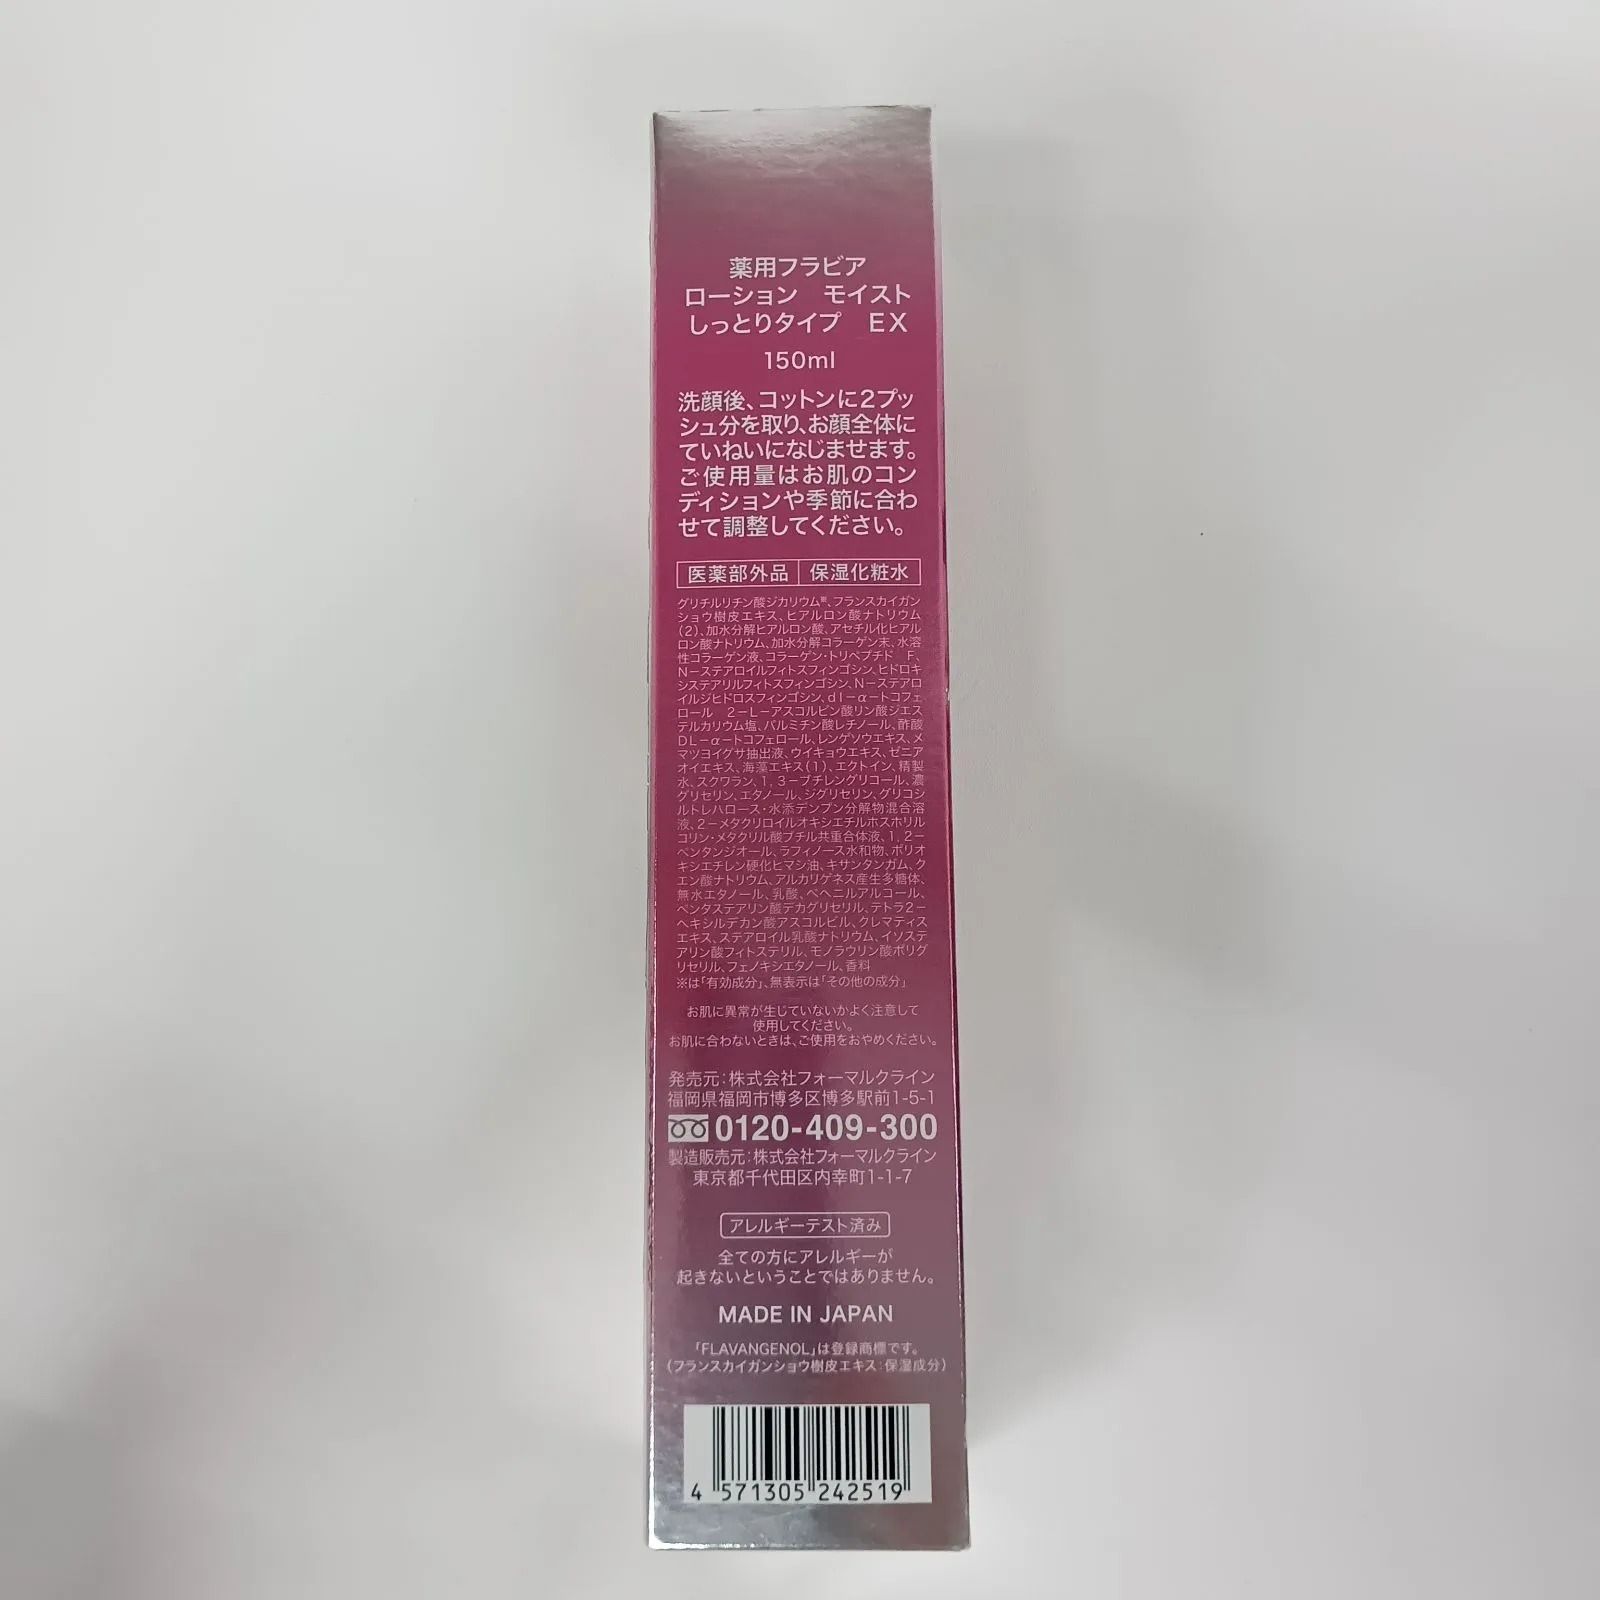 薬用フラビア
ローション　モイスト
しっとりタイプ　EX
150ml
洗顔後、コットンに2プッ
シュ分を取り、お顔全体に
ていねいになじませます。
ご使用量はお肌のコン
ディションや季節に合わ
せて調整してください。
医薬部外品 保湿化粧水
グリチルリチン酸ジカリウム※、フランスカイガン
ショウ樹皮エキス、ヒアルロン酸ナトリウム
(2)、加水分解ヒアルロン酸、アセチル化ヒアル
ロン酸ナトリウム、加水分解コラーゲン末、水溶
性コラーゲン液、コラーゲン・トリペプチド　F、
N－ステアロイルフィトスフィンゴシン、ヒドロキ
システアリルフィトスフィンゴシン、N－ステアロ
イルジヒドロスフィンゴシン、dl－α－トコフェ
ロール　2－L－アスコルビン酸リン酸ジエス
テルカリウム塩、パルミチン酸レチノール、酢酸
DL－α－トコフェロール、レンゲソウエキス、メ
マツヨイグサ抽出液、ウイキョウエキス、ゼニア
オイエキス、海藻エキス(1)、エクトイン、精製
水、スクワラン、1,3－ブチレングリコール、濃
グリセリン、エタノール、ジグリセリン、グリコシ
ルトレハロース・水添デンプン分解物混合溶
液、2－メタクリロイルオキシエチルホスホリル
コリン・メタクリル酸ブチル共重合体液、1,2－
ペンタンジオール、ラフィノース水和物、ポリオ
キシエチレン硬化ヒマシ油、キサンタンガム、ク
エン酸ナトリウム、アルカリゲネス産生多糖体、
無水エタノール、乳酸、ベヘニルアルコール、
ペンタステアリン酸デカグリセリル、テトラ2－
ヘキシルデカン酸アスコルビル、クレマティス
エキス、ステアロイル乳酸ナトリウム、イソステ
アリン酸フィトステリル、モノラウリン酸ポリグ
リセリル、フェノキシエタノール、香料
※は「有効成分」、無表示は「その他の成分」
お肌に異常が生じていないかよく注意して
使用してください。
お肌に合わないときは、ご使用をおやめください。
発売元：株式会社フォーマルクライン
福岡県福岡市博多区博多駅前1-5-1
0120-409-300
製造販売元：株式会社フォーマルクライン
東京都千代田区内幸町1-1-7
アレルギーテスト済み
全ての方にアレルギーが
起きないということではありません。
MADE IN JAPAN
「FLAVANGENOL」は登録商標です。
（フランスカイガンショウ樹皮エキス：保湿成分）
4 571305 242519